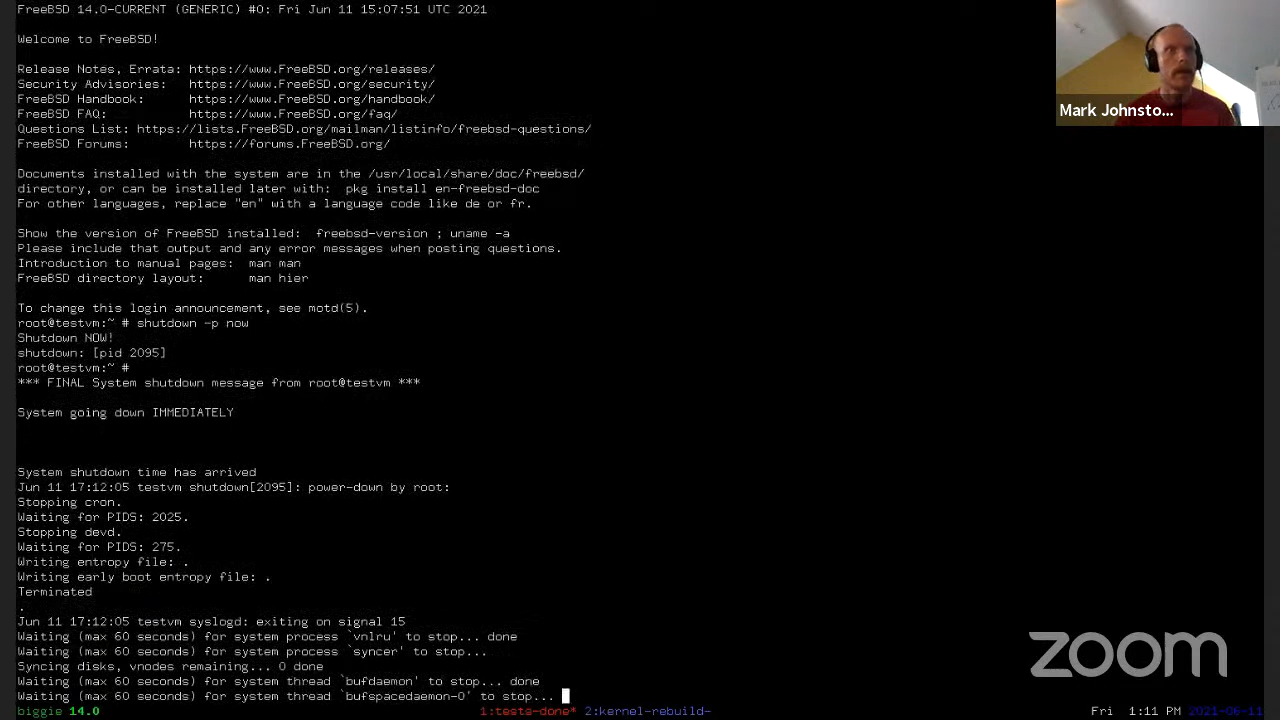 FreeBSD 14.0-CURRENT (GENERIC) #0: Fri Jun 11 15:07:51 UTC 2021
Welcome to FreeBSD!
Release Notes, Errata: https://www.FreeBSD.org/releases/
Security Advisories:   https://www.FreeBSD.org/security/
FreeBSD Handbook:      https://www.FreeBSD.org/handbook/
FreeBSD FAQ:           https://www.FreeBSD.org/faq/
Questions List: https://lists.FreeBSD.org/mailman/listinfo/freebsd-questions/
FreeBSD Forums:        https://forums.FreeBSD.org/
Documents installed with the system are in the /usr/local/share/doc/freebsd/
directory, or can be installed later with:  pkg install en-freebsd-doc
For other languages, replace "en" with a language code like de or fr.
Show the version of FreeBSD installed:  freebsd-version ; uname -a
Please include that output and any error messages when posting questions.
Introduction to manual pages:  man man
FreeBSD directory layout:      man hier
To change this login announcement, see motd(5).
root@testvm:~ # shutdown -p now
Shutdown NOW!
shutdown: [pid 2095]
root@testvm:~ #
*** FINAL System shutdown message from root@testvm ***
System going down IMMEDIATELY
System shutdown time has arrived
Jun 11 17:12:05 testvm shutdown[2095]: power-down by root:
Stopping cron.
Waiting for PIDS: 2025.
Stopping devd.
Waiting for PIDS: 275.
Writing entropy file: .
Writing early boot entropy file: .
Terminated
.
Jun 11 17:12:05 testvm syslogd: exiting on signal 15
Waiting (max 60 seconds) for system process `vnlru' to stop... done
Waiting (max 60 seconds) for system process `syncer' to stop...
Syncing disks, vnodes remaining... 0 done
Waiting (max 60 seconds) for system thread `bufdaemon' to stop... done
Waiting (max 60 seconds) for system thread `bufspacedaemon-0' to stop...
biggie 14.0 1:tests-done* 2:kernel-rebuild- Fri Jun 11 1:11 PM 2021-06-11
Mark Johnsto...
zoom